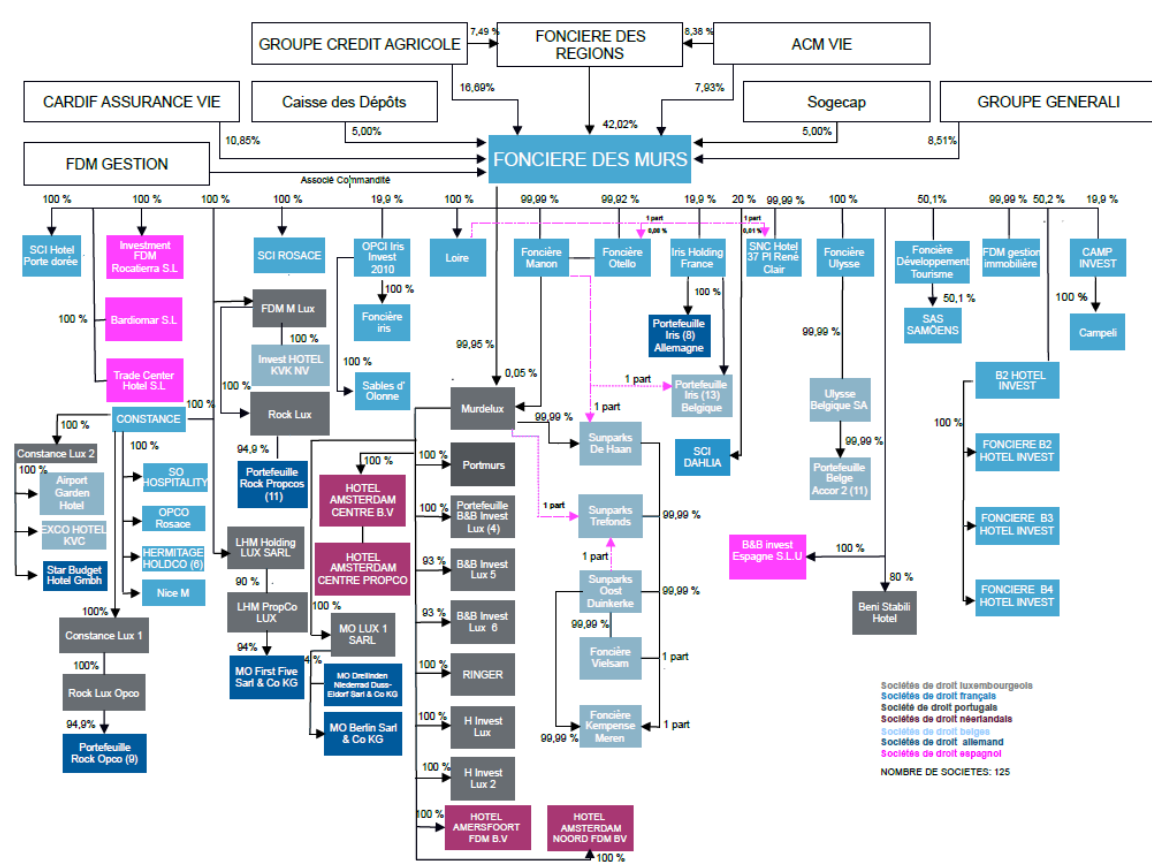 7,49 %
8,38 %
GROUPE CREDIT AGRICOLE
FONCIERE DES
REGIONS
ACM VIE
16,69%
7,93%
CARDIF ASSURANCE VIE
Caisse des Dépôts
Sogecap
GROUPE GENERALI
10,85%
5,00%
42,02%
5,00%
8,51%
FDM GESTION
FONCIERE DES MURS
Associé Commandité
100 %
100 %
100 %
100 %
19,9%
100 %
99,99 %
99,92 %
19,9 %
20 %
99,99 %
100 %
50,1%
99,99 %
50,2 %
19,9 %
1 part
0,08 %
1 part
0,01 %
SCI Hotel
Porte dorée
Investment
FDM
Rocatierra S.L
SCI ROSACE
OPCI Iris
Invest
2010
Loire
Foncière
Manon
Foncière
Otello
Iris Holding
France
SNC Hotel
37 Pl René
Clair
Foncière
Ulysse
Foncière
Développement
Tourisme
FDM gestion
immobilière
CAMP
INVEST
100 %
100 %
100 %
50,1 %
100 %
Bardiomar S.L
FDM M Lux
Foncière
iris
Portefeuille
Iris (8)
Allemagne
SAS
SAMÖENS
Campeli
100 %
Invest HOTEL
KVK NV
99,95 %
99,99 %
Trade Center
Hotel S.L
100 %
100 %
Sables d'
Olonne
0,05 %
1 part
Portefeuille
Iris (13)
Belgique
Ulysse
Belgique SA
B2 HOTEL
INVEST
CONSTANCE
100 %
Rock Lux
Murdelux
1 part
99,99 %
100 %
100 %
Constance Lux 2
100 %
94,9 %
Sunparks
De Haan
SCI
DAHLIA
99,99 %
FONCIERE B2
HOTEL INVEST
100 %
Airport
Garden
Hotel
SO
HOSPITALITY
Portefeuille
Rock Propcos
(11)
100 %
100 %
Portmurs
Portefeuille
Belge
Accor 2 (11)
HOTEL
AMSTERDAM
CENTRE B.V
100 %
Portefeuille
B&B Invest
Lux (4)
1 part
Sunparks
Trefonds
99,99 %
EXCO HOTEL
KVC
OPCO
Rosace
FONCIERE B3
HOTEL INVEST
HERMITAGE
HOLDCO (6)
LHM Holding
LUX SARL
HOTEL
AMSTERDAM
CENTRE PROPCO
93 %
B&B Invest
Lux 5
1 part
B&B invest
Espagne S.L.U
100 %
Star Budget
Hotel Gmbh
90 %
Sunparks
Oost
Duinkerke
99,99 %
80 %
Nice M
LHM PropCo
LUX
100 %
93 %
B&B Invest
Lux 6
Beni Stabili
Hotel
FONCIERE B4
HOTEL INVEST
100%
Constance Lux 1
94%
MO LUX 1
SARL
99,99 %
Foncière
Vielsam
1 part
100%
4 %
MO First Five
Sarl & Co KG
MO Dreilinden
Niederrad Duss-
Eldorf Sarl & Co KG
100 %
RINGER
Rock Lux Opco
94,9%
MO Berlin Sarl
& Co KG
100 %
H Invest
Lux
Foncière
Kempense
Meren
1 part
99,99 %
Portefeuille
Rock Opco (9)
100 %
H Invest
Lux 2
Sociétés de droit luxembourgeois
Sociétés de droit français
Société de droit portugais
Sociétés de droit néerlandais
Sociétés de droit belges
Sociétés de droit allemand
Sociétés de droit espagnol
NOMBRE DE SOCIETES: 125
100 %
HOTEL
AMERSFOORT
FDM B.V
HOTEL
AMSTERDAM
NOORD FDM BV
100 %